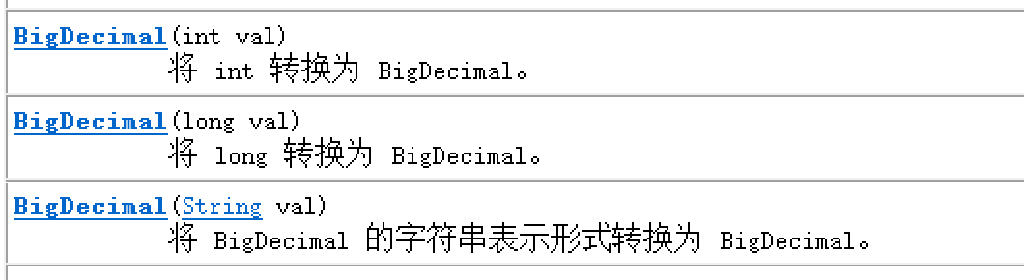 BigDecimal(int val)
将 int 转换为 BigDecimal。
BigDecimal(long val)
将 long 转换为 BigDecimal。
BigDecimal(String val)
将 BigDecimal 的字符串表示形式转换为 BigDecimal。